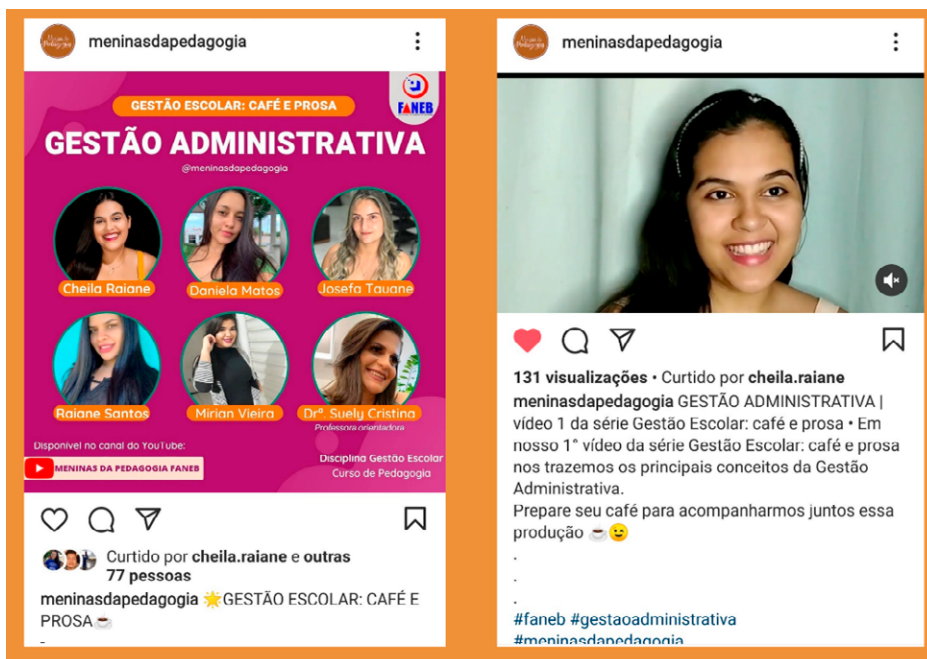 meninasdapedagogia
FANEB
GESTÃO ESCOLAR: CAFÉ E PROSA
GESTÃO ADMINISTRATIVA
@meninasdapedagogia
Cheila Raiane
Daniela Matos
Josefa Tauane
Raiane Santos
Mirian Vieira
Drª. Suely Cristina
Professora orientadora
Disponível no canal do YouTube:
MENINAS DA PEDAGOGIA FANEB
Disciplina Gestão Escolar
Curso de Pedagogia
Curtido por cheila.raiane e outras
77 pessoas
meninasdapedagogia 🌟GESTÃO ESCOLAR: CAFÉ E
PROSA☕
meninasdapedagogia
131 visualizações • Curtido por cheila.raiane
meninasdapedagogia GESTÃO ADMINISTRATIVA |
vídeo 1 da série Gestão Escolar: café e prosa • Em
nosso 1° vídeo da série Gestão Escolar: café e prosa
nos trazemos os principais conceitos da Gestão
Administrativa.
Prepare seu café para acompanharmos juntos essa
produção ☕😉
.
.
.
#faneb #gestaoadministrativa
#meninasdapedagogia